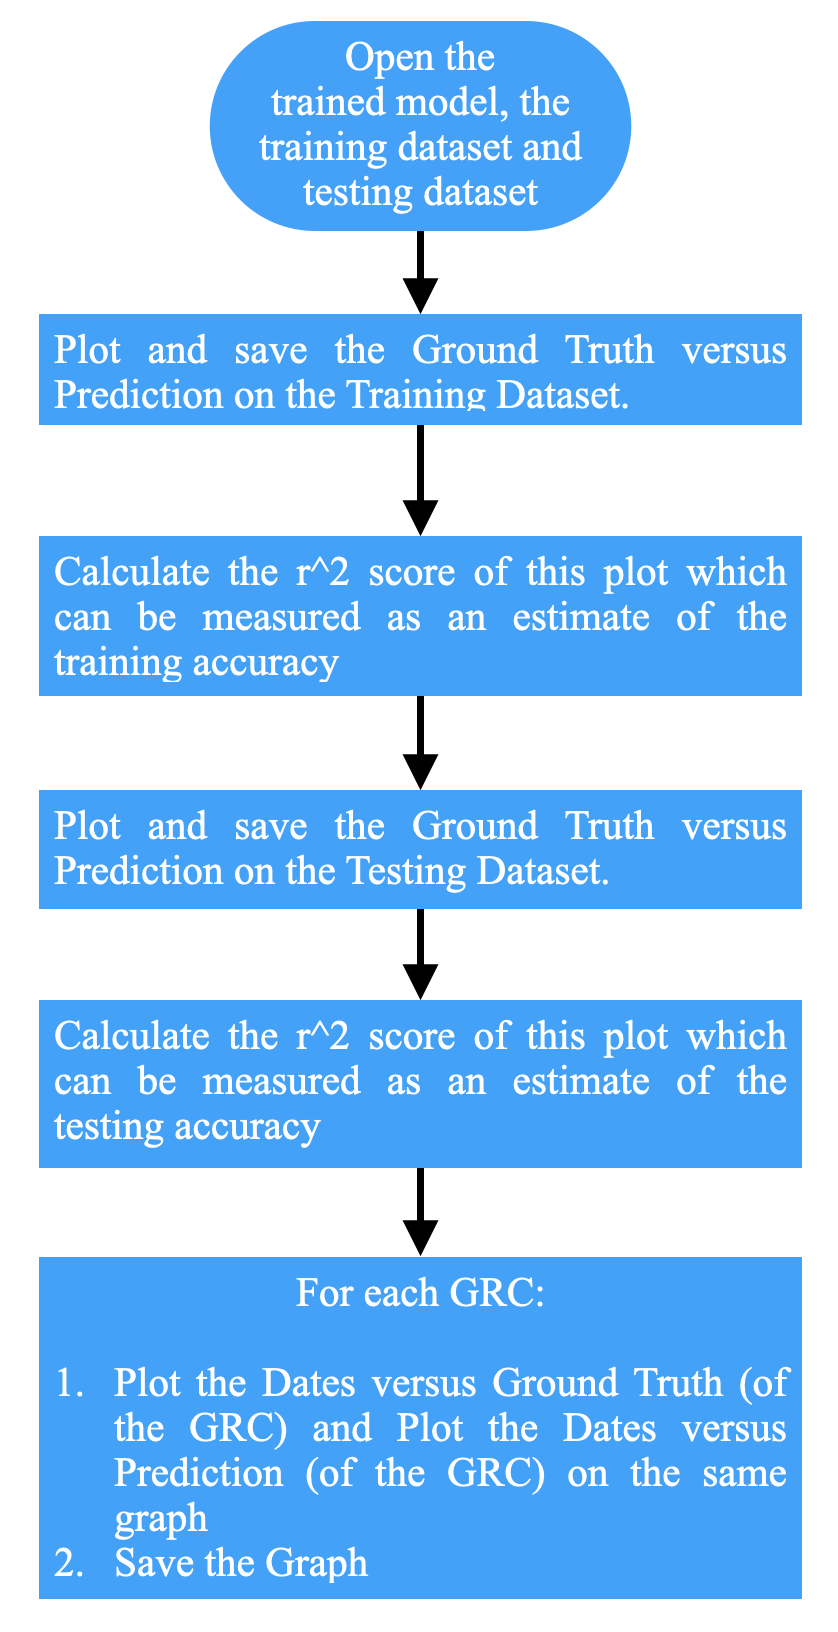 Open the
trained model, the
training dataset and
testing dataset
Plot and save the Ground Truth versus
Prediction on the Training Dataset.
Calculate the r^2 score of this plot which
can be measured as an estimate of the
training accuracy
Plot and save the Ground Truth versus
Prediction on the Testing Dataset.
Calculate the r^2 score of this plot which
can be measured as an estimate of the
testing accuracy
For each GRC:
1. Plot the Dates versus Ground Truth (of
the GRC) and Plot the Dates versus
Prediction (of the GRC) on the same
graph
2. Save the Graph